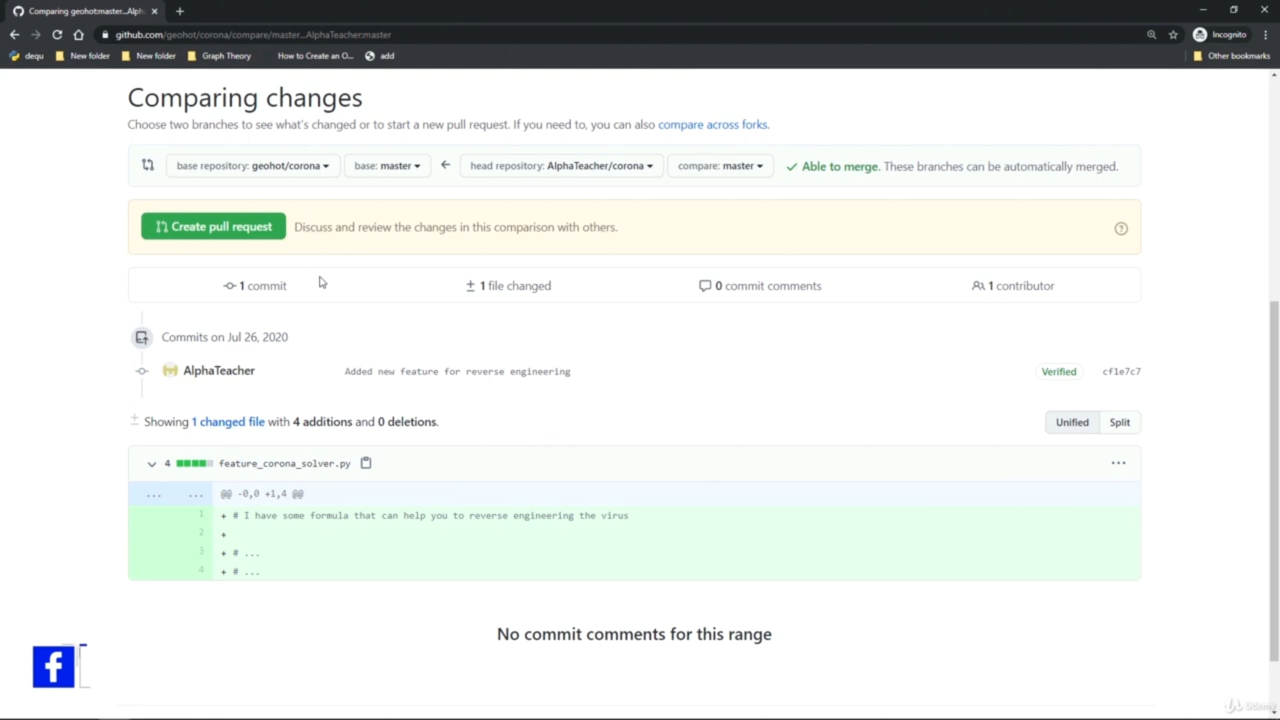 Comparing geohot:master...Alph
github.com/geohot/corona/compare/master...AlphaTeacher:master
Incognito
dequ
New folder
New folder
Graph Theory
How to Create an O...
add
Other bookmarks
Comparing changes
Choose two branches to see what's changed or to start a new pull request. If you need to, you can also compare across forks.
base repository: geohot/corona
base: master
head repository: AlphaTeacher/corona
compare: master
Able to merge. These branches can be automatically merged.
Create pull request
Discuss and review the changes in this comparison with others.
1 commit
1 file changed
0 commit comments
1 contributor
Commits on Jul 26, 2020
AlphaTeacher
Added new feature for reverse engineering
Verified
cf1e7c7
Showing 1 changed file with 4 additions and 0 deletions.
Unified
Split
4
feature_corona_solver.py
... ... @@ -0,0 +1,4 @@
1 + # I have some formula that can help you to reverse engineering the virus
2 +
3 + # ...
4 + # ...
No commit comments for this range
f
Udemy